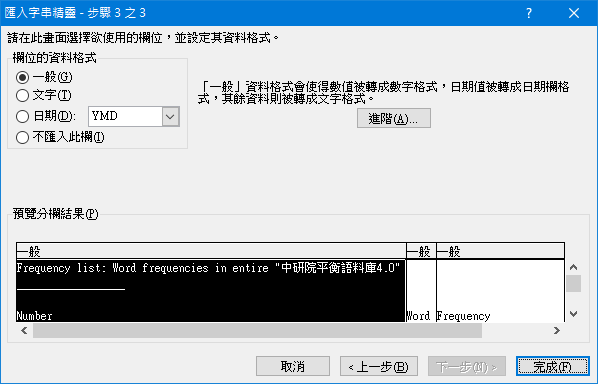 匯入字串精靈 - 步驟 3 之 3
請在此畫面選擇欲使用的欄位，並設定其資料格式。
欄位的資料格式
一般(G)
文字(T)
日期(D): YMD
不匯入此欄(I)
「一般」資料格式會使得數值被轉成數字格式，日期值被轉成日期欄格
式，其餘資料則被轉成文字格式。
進階(A)...
預覽分欄結果(P)
一般 一般 一般
Frequency list: Word frequencies in entire "中研院平衡語料庫4.0"
Number Word Frequency
取消 < 上一步(B) 下一步(N) > 完成(F)